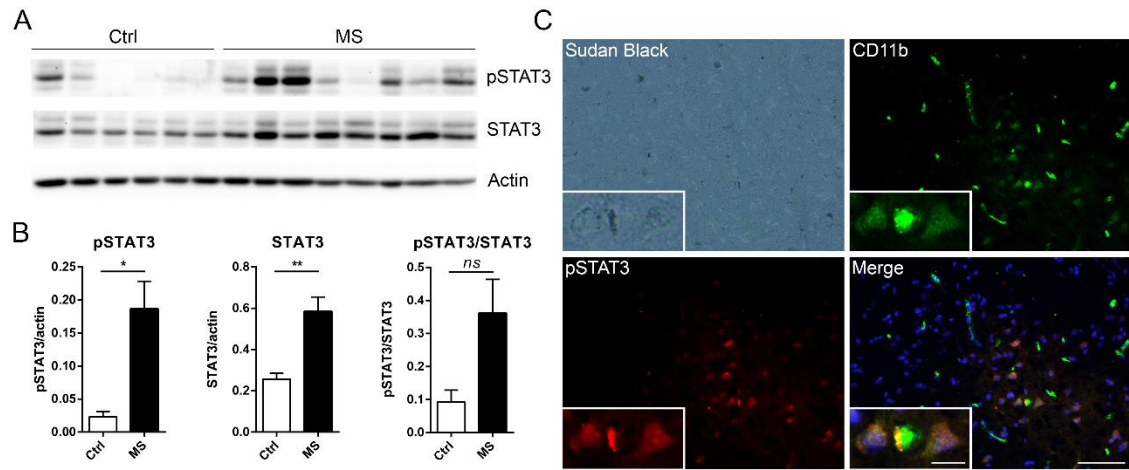 A
Ctrl MS
pSTAT3
STAT3
Actin
B
pSTAT3
*
0.25
0.20
0.15
0.10
0.05
0.00
pSTAT3/actin
Ctrl MS
STAT3
**
0.8
0.6
0.4
0.2
0.0
STAT3/actin
Ctrl MS
pSTAT3/STAT3
ns
0.5
0.4
0.3
0.2
0.1
0.0
pSTAT3/STAT3
Ctrl MS
C
Sudan Black
CD11b
pSTAT3
Merge